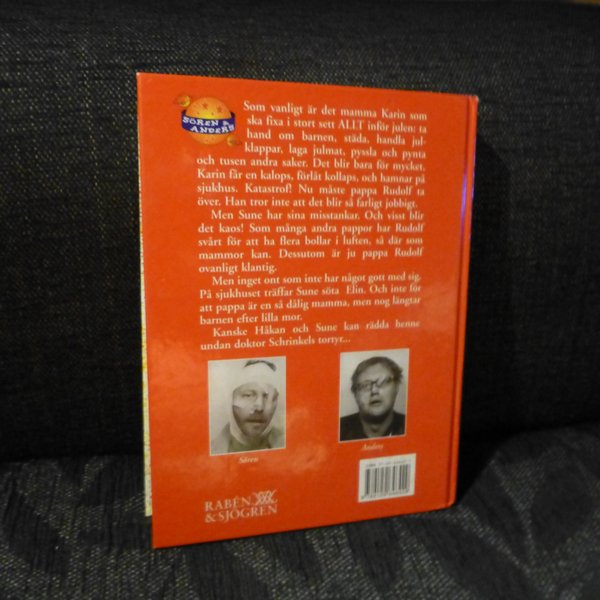 SÖREN &
ANDERS
Som vanligt är det mamma Karin som
ska fixa i stort sett ALLT inför julen: ta
hand om barnen, städa, handla jul-
klappar, laga julmat, pyssla och pynta
och tusen andra saker. Det blir bara för mycket,
Karin får en kalops, förlåt kollaps, och hamnar på
sjukhus. Katastrof! Nu måste pappa Rudolf ta
över. Han tror inte att det blir så farligt jobbigt.
Men Sune har sina misstankar. Och visst blir
det kaos! Som många andra pappor har Rudolf
svårt för att ha flera bollar i luften, så där som
mammor kan. Dessutom är ju pappa Rudolf
ovanligt klantig.
Men inget ont som inte har något gott med sig.
På sjukhuset träffar Sune söta Elin. Och inte för
att pappa är en så dålig mamma, men nog längtar
barnen efter lilla mor.
Kanske Håkan och Sune kan rädda henne
undan doktor Schrinkels tortyr...
Sören
Anders
ISBN
RABÉN
& SJÖGREN